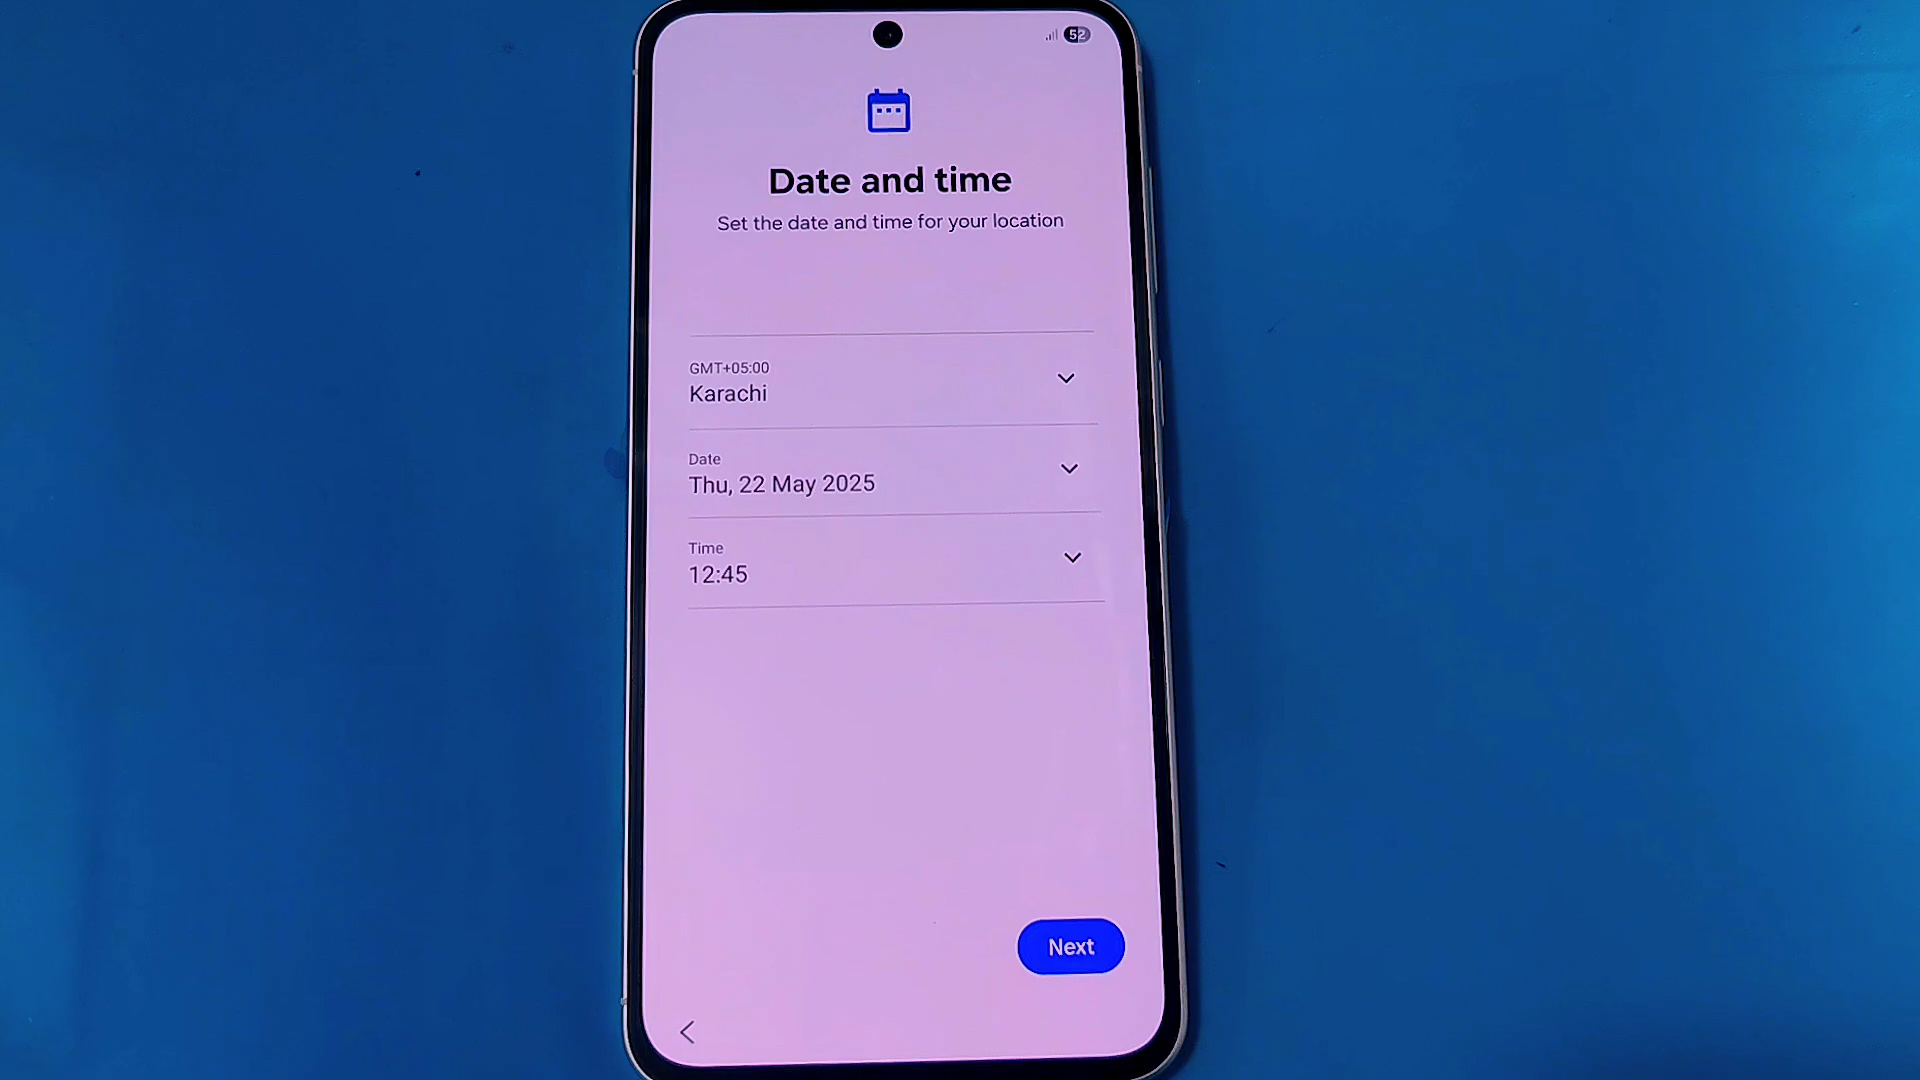 52
Date and time
Set the date and time for your location
GMT+05:00
Karachi
Date
Thu, 22 May 2025
Time
12:45
Next